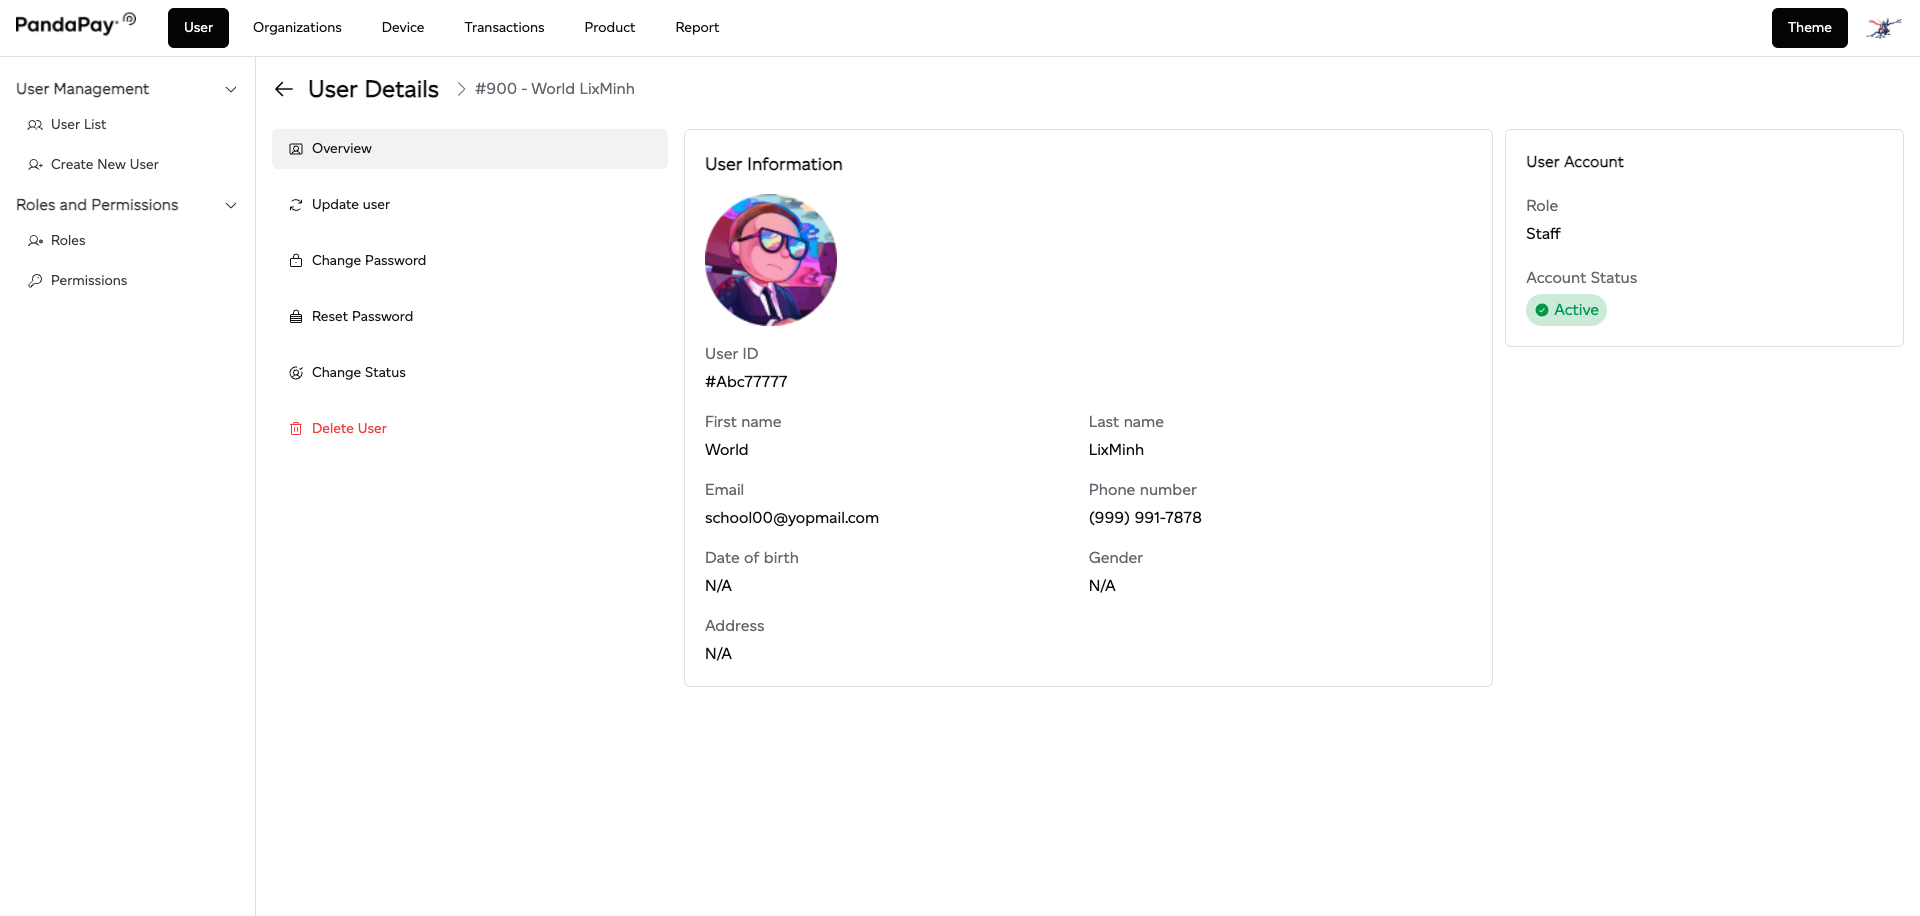 PandaPay
User
Organizations
Device
Transactions
Product
Report
Theme
User Management
User List
Create New User
Roles and Permissions
Roles
Permissions
User Details
#900 - World LixMinh
Overview
Update user
Change Password
Reset Password
Change Status
Delete User
User Information
User ID
#Abc77777
First name
World
Last name
LixMinh
Email
school00@yopmail.com
Phone number
(999) 991-7878
Date of birth
N/A
Gender
N/A
Address
N/A
User Account
Role
Staff
Account Status
Active